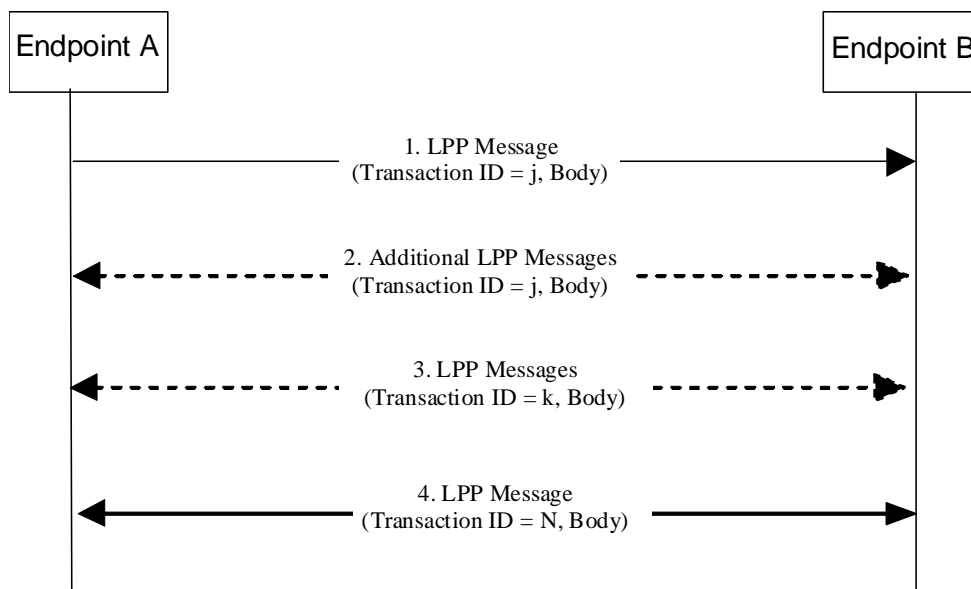 Endpoint A
Endpoint B
1. LPP Message
(Transaction ID = j, Body)
2. Additional LPP Messages
(Transaction ID = j, Body)
3. LPP Messages
(Transaction ID = k, Body)
4. LPP Message
(Transaction ID = N, Body)